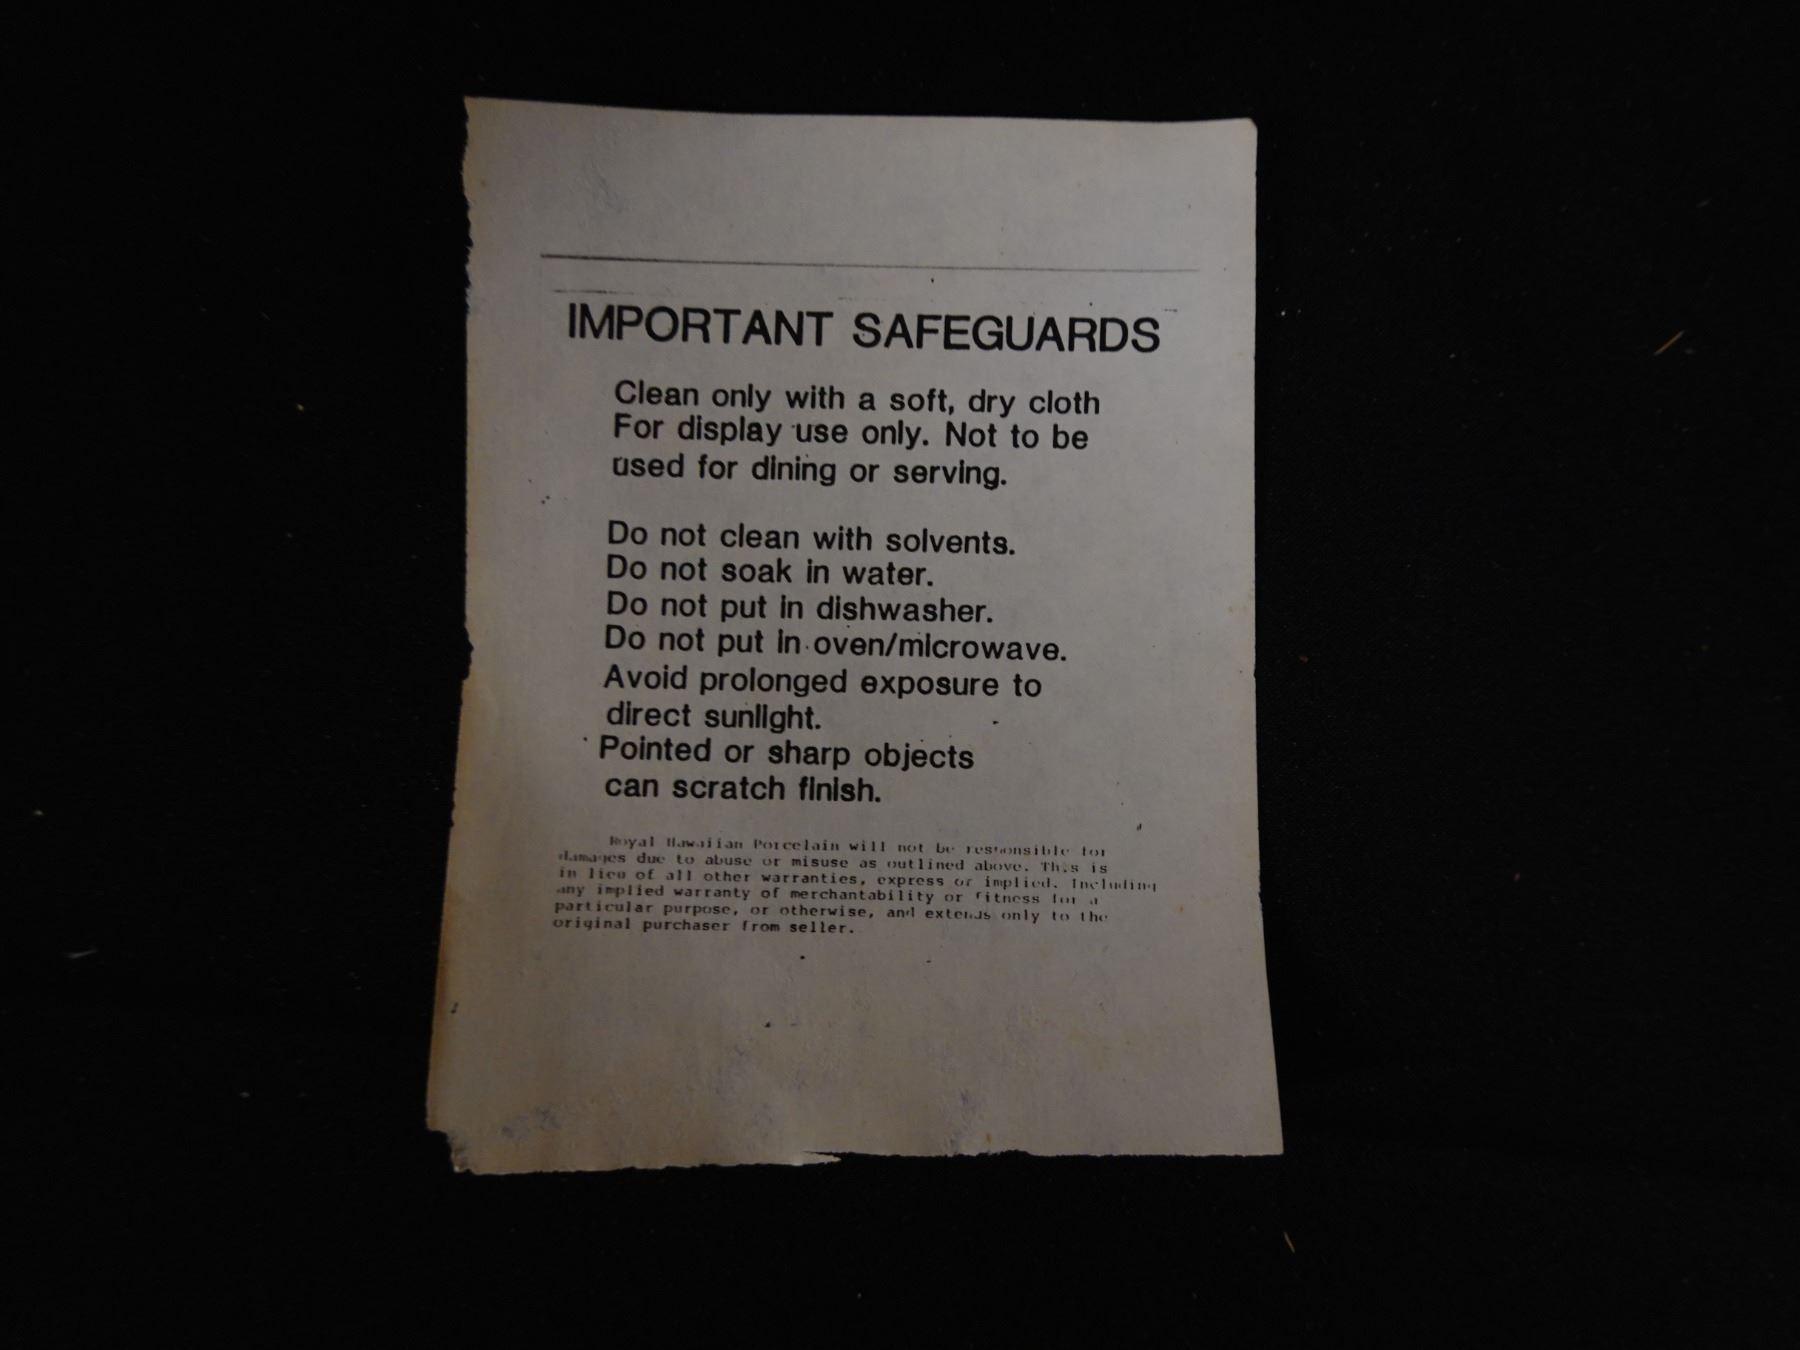 IMPORTANT SAFEGUARDS
Clean only with a soft, dry cloth
For display use only. Not to be
used for dining or serving.
Do not clean with solvents.
Do not soak in water.
Do not put in dishwasher.
Do not put in oven/microwave.
Avoid prolonged exposure to
direct sunlight.
Pointed or sharp objects
can scratch finish.
Royal Hawaiian Porcelain will not be responsible for
damages due to abuse or misuse as outlined above. This is
in lieu of all other warranties, express or implied. Including
any implied warranty of merchantability or fitness for a
particular purpose, or otherwise, and extends only to the
original purchaser from seller.